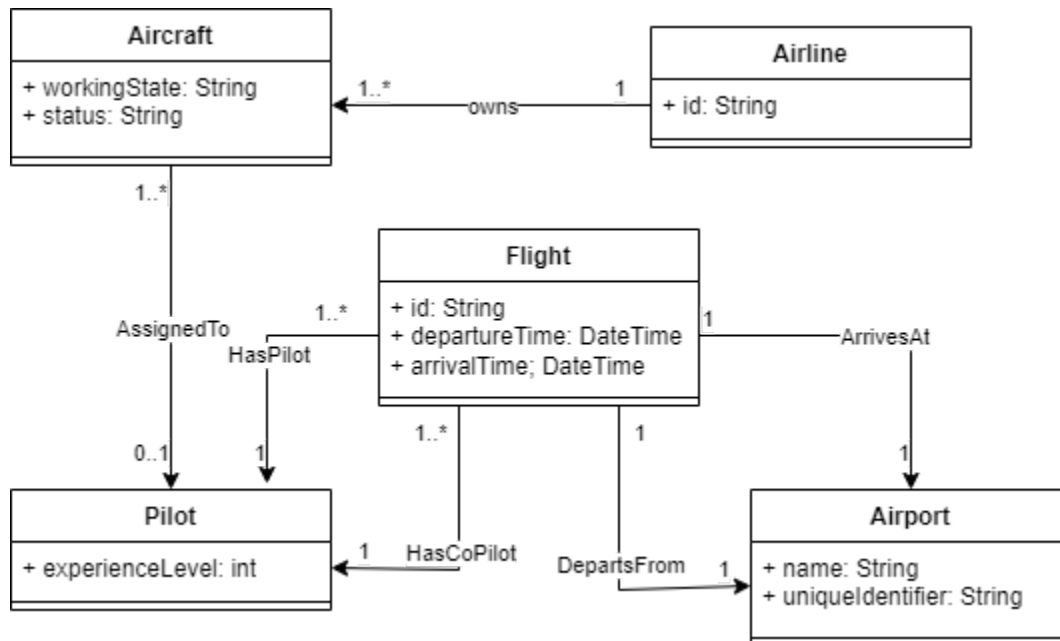 Aircraft
+ workingState: String
+ status: String
Airline
+ id: String
1..*
owns
1
1..*
AssignedTo
0..1
Flight
+ id: String
+ departureTime: DateTime
+ arrivalTime; DateTime
1..*
HasPilot
1
1
ArrivesAt
1
1..*
HasCoPilot
1
1
DepartsFrom
1
Pilot
+ experienceLevel: int
Airport
+ name: String
+ uniqueIdentifier: String